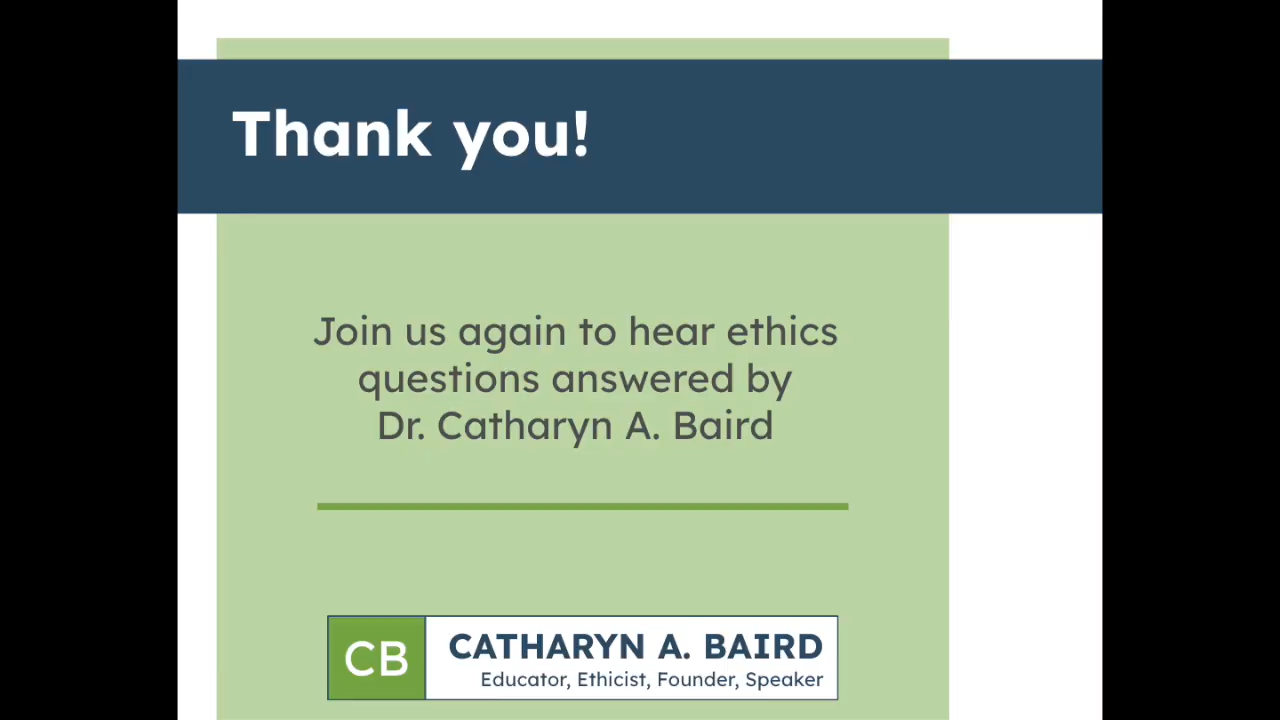 Thank you!
Join us again to hear ethics
questions answered by
Dr. Catharyn A. Baird
CB
CATHARYN A. BAIRD
Educator, Ethicist, Founder, Speaker